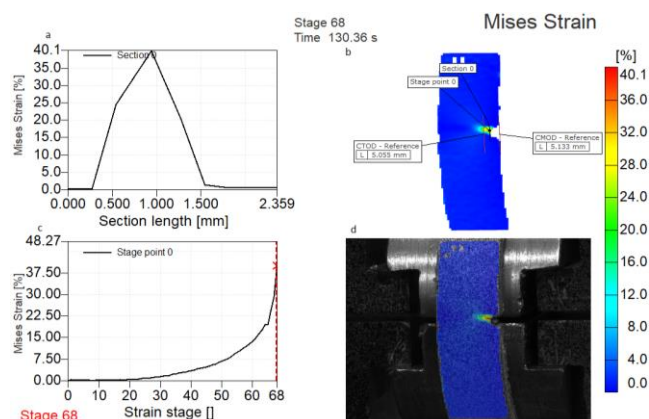 Stage 68
Time 130.36 s
Mises Strain
a
Mises Strain [%]
40.1
35.0
30.0
25.0
20.0
15.0
10.0
5.0
0.0
Section 0
0.000
0.500
1.000
1.500
2.359
Section length [mm]
b
Section 0
Stage point 0
CTOD - Reference
L 5.055 mm
CMOD - Reference
L 5.133 mm
[%]
40.1
36.0
32.0
28.0
24.0
20.0
16.0
12.0
8.0
4.0
0.0
c
Mises Strain [%]
48.27
37.50
30.00
22.50
15.00
7.50
0.00
Stage point 0
0
10
20
30
40
50
60
68
Strain stage []
Stage 68
d